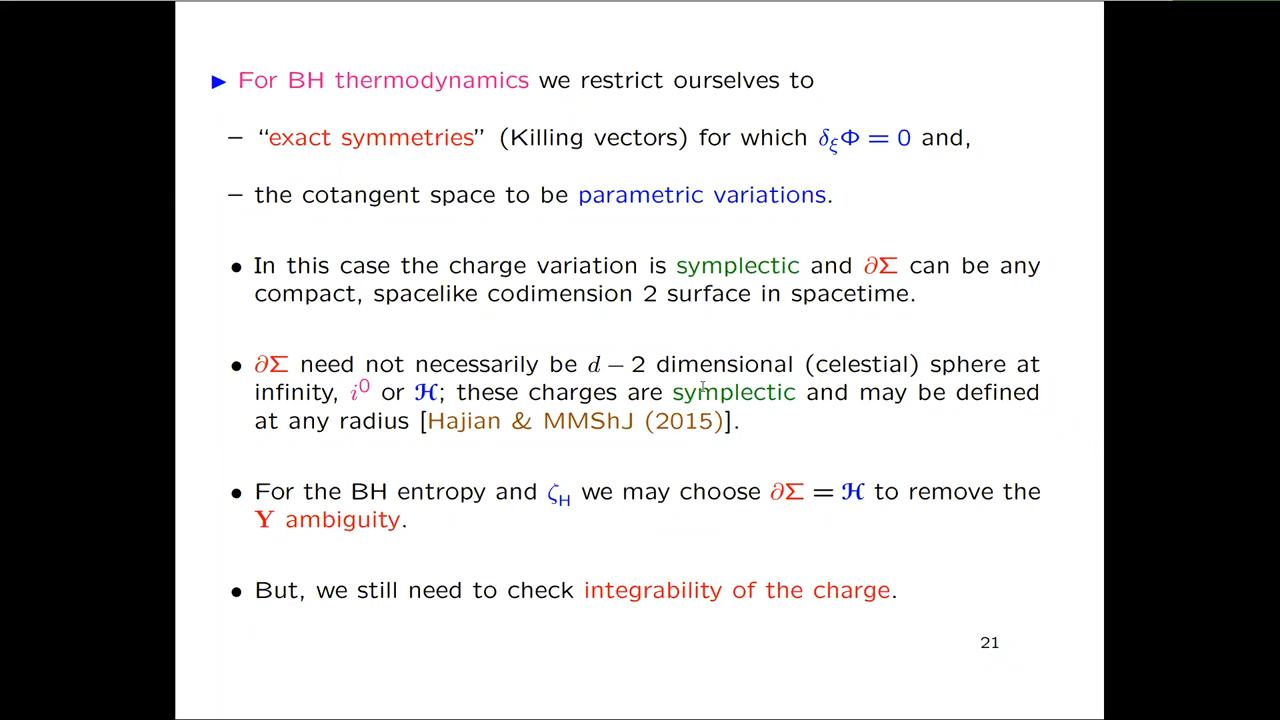 ▶ For BH thermodynamics we restrict ourselves to
– “exact symmetries” (Killing vectors) for which δ_ξΦ = 0 and,
– the cotangent space to be parametric variations.
• In this case the charge variation is symplectic and ∂Σ can be any
compact, spacelike codimension 2 surface in spacetime.
• ∂Σ need not necessarily be d − 2 dimensional (celestial) sphere at
infinity, i⁰ or ℋ; these charges are symplectic and may be defined
at any radius [Hajian & MMShJ (2015)].
• For the BH entropy and ζ_H we may choose ∂Σ = ℋ to remove the
Y ambiguity.
• But, we still need to check integrability of the charge.
21